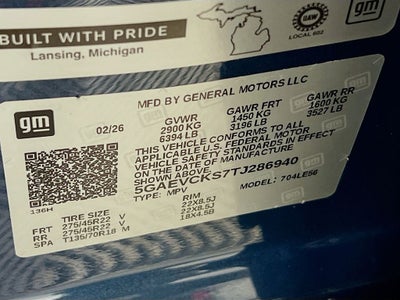 BUILT WITH PRIDE
Lansing, Michigan
UAW
LOCAL 602
gm
gm
02/26
MFD BY GENERAL MOTORS LLC
GVWR GAWR FRT GAWR RR
2900 KG 1450 KG 1600 KG
6394 LB 3196 LB 3527 LB
THIS VEHICLE CONFORMS TO ALL
APPLICABLE U.S. FEDERAL MOTOR
VEHICLE SAFETY STANDARDS IN EFFECT
ON THE DATE OF MANUFACTURE
SHOWN ABOVE.
5GAEVCKS7TJ286940
TYPE: MPV MODEL: 704LE56
136H
TIRE SIZE RIM
FRT 275/45R22 V 22X8.5J
RR 275/45R22 V 22X8.5J
SPA T135/70R18 M 18X4.5B